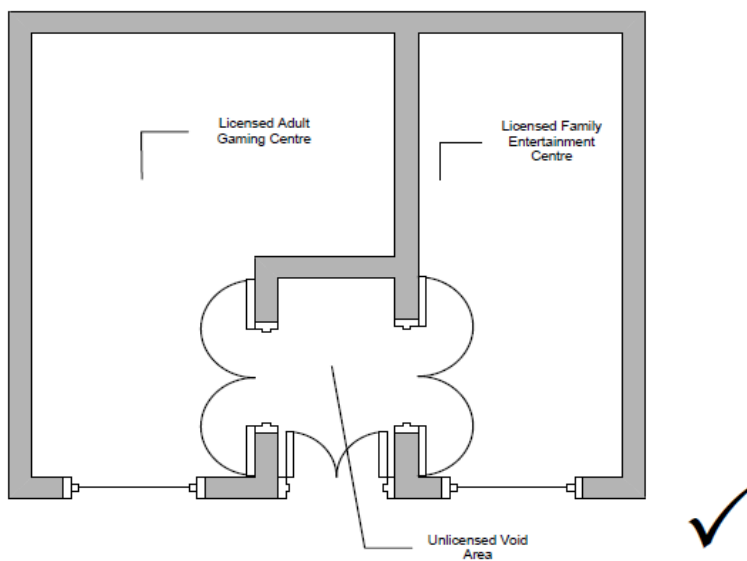 Licensed Adult
Gaming Centre
Licensed Family
Entertainment
Centre
Unlicensed Void
Area